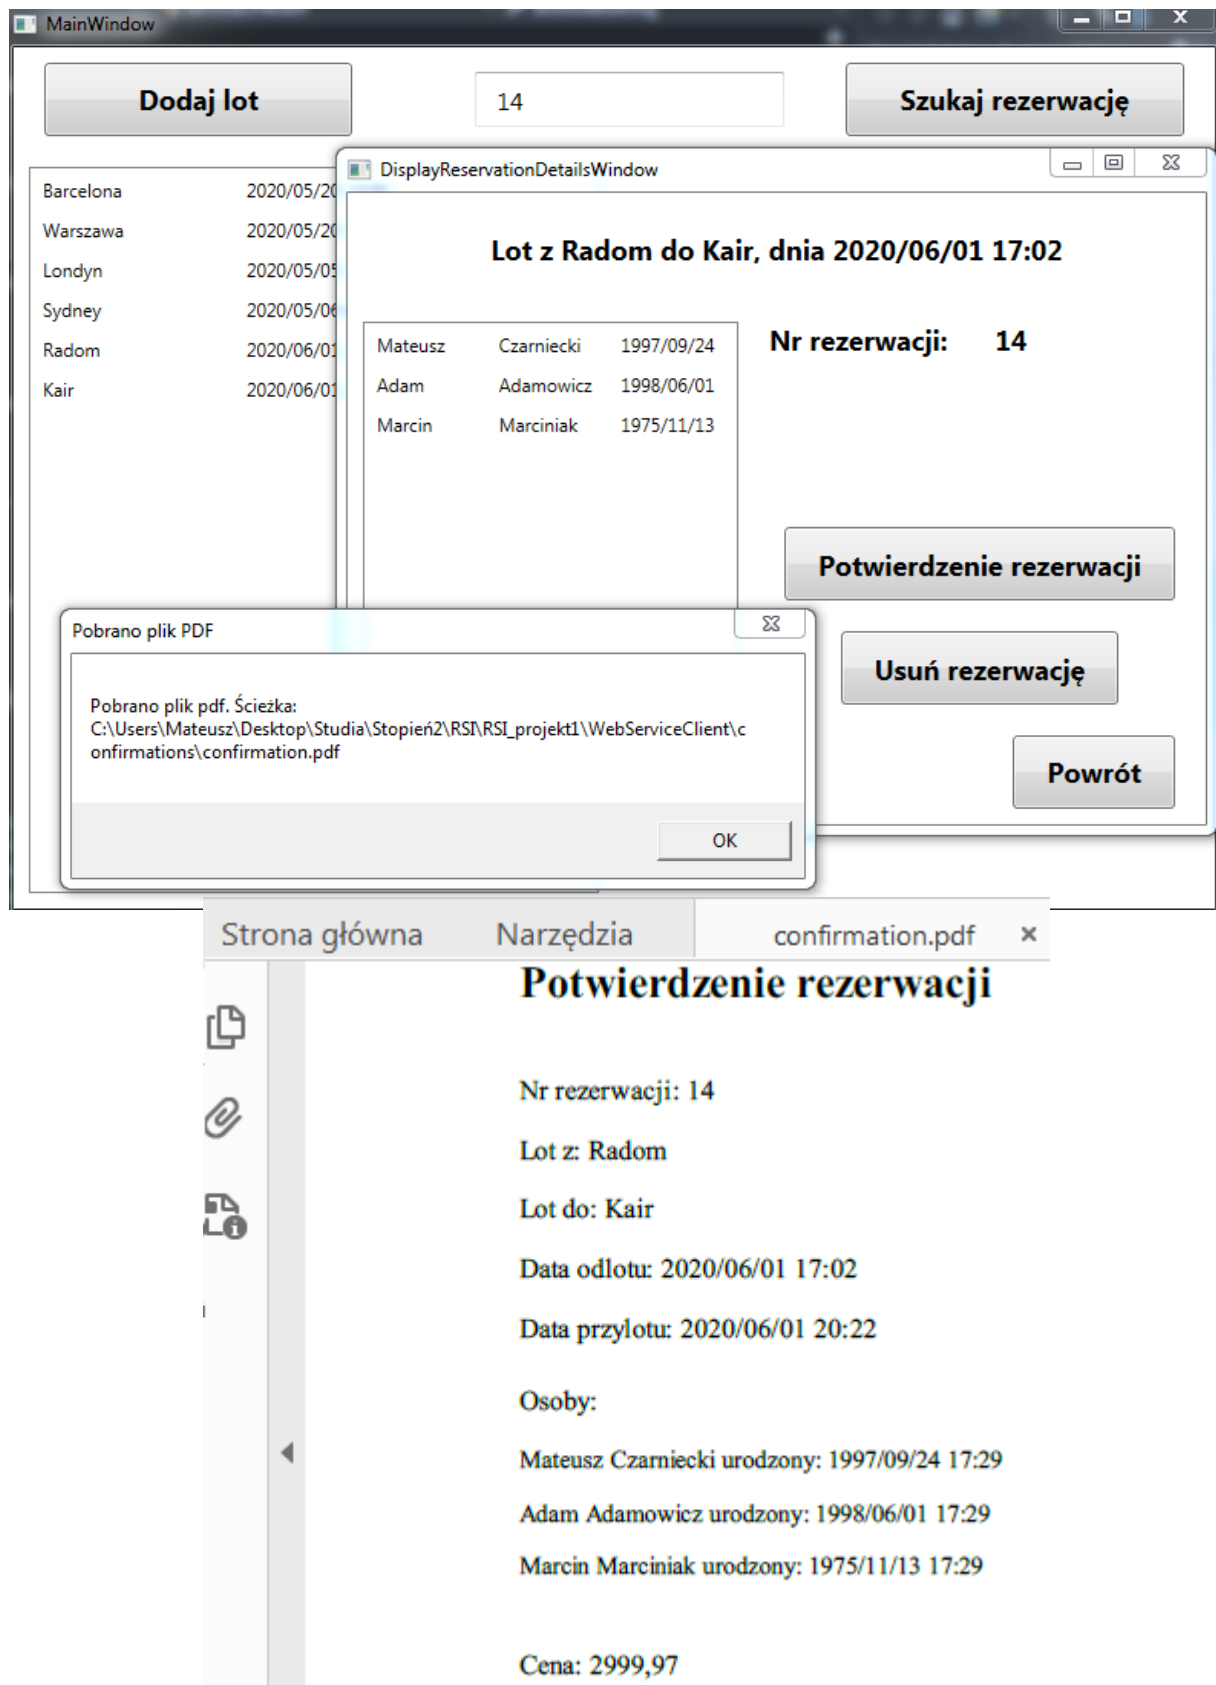 MainWindow
Dodaj lot 14 Szukaj rezerwację
DisplayReservationDetailsWindow
Barcelona 2020/05/20
Warszawa 2020/05/20
Londyn 2020/05/05
Sydney 2020/05/06
Radom 2020/06/01
Kair 2020/06/01
Lot z Radom do Kair, dnia 2020/06/01 17:02
Mateusz Czarniecki 1997/09/24
Adam Adamowicz 1998/06/01
Marcin Marciniak 1975/11/13
Nr rezerwacji: 14
Potwierdzenie rezerwacji
Usuń rezerwację
Powrót
Pobrano plik PDF
Pobrano plik pdf. Ścieżka:
C:\Users\Mateusz\Desktop\Studia\Stopień2\RSI\RSI_projekt1\WebServiceClient\c
onfirmations\confirmation.pdf
OK
Strona główna Narzędzia confirmation.pdf
Potwierdzenie rezerwacji
Nr rezerwacji: 14
Lot z: Radom
Lot do: Kair
Data odlotu: 2020/06/01 17:02
Data przylotu: 2020/06/01 20:22
Osoby:
Mateusz Czarniecki urodzony: 1997/09/24 17:29
Adam Adamowicz urodzony: 1998/06/01 17:29
Marcin Marciniak urodzony: 1975/11/13 17:29
Cena: 2999,97